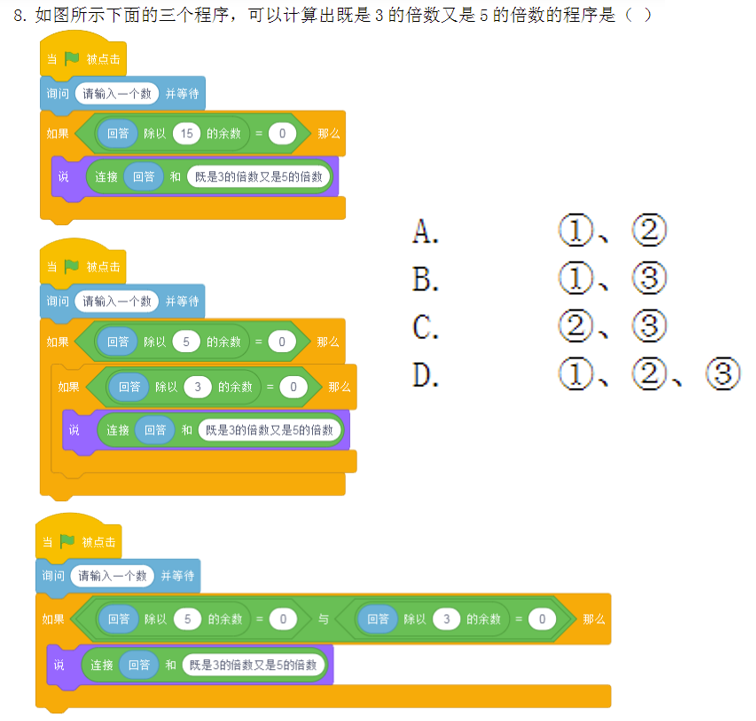 8. 如图所示下面的三个程序，可以计算出既是 3 的倍数又是 5 的倍数的程序是（ ）
当 被点击
询问 请输入一个数 并等待
如果 回答 除以 15 的余数 = 0 那么
说 连接 回答 和 既是3的倍数又是5的倍数
当 被点击
询问 请输入一个数 并等待
如果 回答 除以 5 的余数 = 0 那么
如果 回答 除以 3 的余数 = 0 那么
说 连接 回答 和 既是3的倍数又是5的倍数
当 被点击
询问 请输入一个数 并等待
如果 回答 除以 5 的余数 = 0 与 回答 除以 3 的余数 = 0 那么
说 连接 回答 和 既是3的倍数又是5的倍数
A. ①、②
B. ①、③
C. ②、③
D. ①、②、③